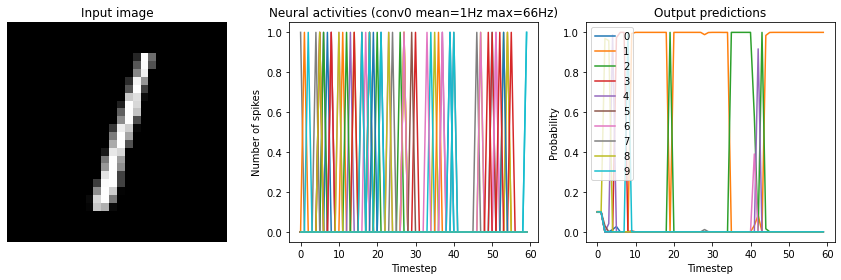 Input image
Neural activities (conv0 mean=1Hz max=66Hz)
Number of spikes
1.0
0.8
0.6
0.4
0.2
0.0
0 10 20 30 40 50 60
Timestep
Output predictions
Probability
1.0
0.8
0.6
0.4
0.2
0.0
0
1
2
3
4
5
6
7
8
9
0 10 20 30 40 50 60
Timestep